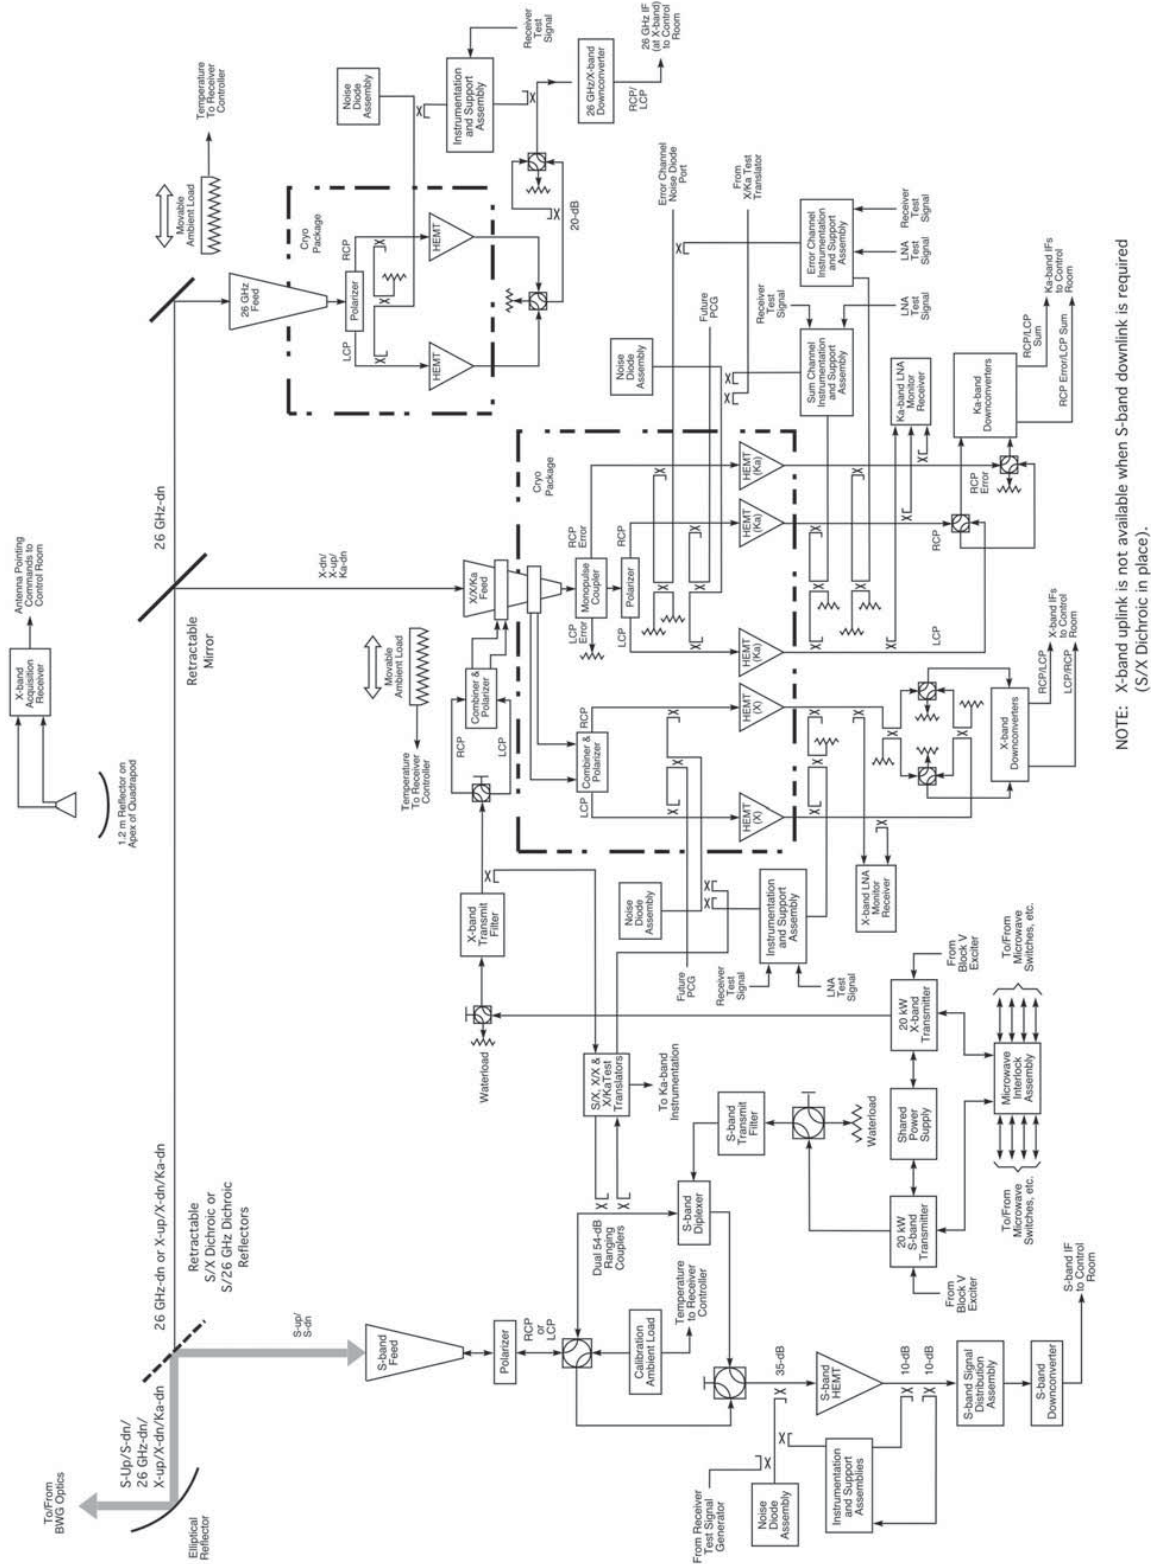 To/From
BWG Optics
S-Up/S-dn/
26 GHz-dn/
X-up/X-dn/Ka-dn
Elliptical
Reflector
26 GHz-dn or X-up/X-dn/Ka-dn
Retractable
S/X Dichroic or
S/26 GHz Dichroic
Reflectors
S-up/
S-dn
S-band
Feed
Polarizer
RCP
or
LCP
Calibration
Ambient Load
Temperature
to Receiver
Controller
Dual 54-dB
Ranging
Couplers
S-band
Diplexer
S-band
Transmit
Filter
Waterload
20 kW
S-band
Transmitter
From
Block V
Exciter
Shared
Power
Supply
20 kW
X-band
Transmitter
From
Block V
Exciter
Microwave
Interlock
Assembly
To/From
Microwave
Switches, etc.
To/From
Microwave
Switches, etc.
35-dB
S-band
HEMT
10-dB
10-dB
S-band Signal
Distribution
Assembly
S-band
Downconverter
S-band IF
to Control
Room
From Receiver
Test Signal
Generator
Noise
Diode
Assembly
Instrumentation
and Support
Assemblies
1.2 m Reflector on
Apex of Quadrapod
X-band
Acquisition
Receiver
Antenna Pointing
Commands to
Control Room
Retractable
Mirror
26 GHz-dn
X-dn/
X-up/
Ka-dn
Movable
Ambient Load
Temperature
To Receiver
Controller
X/X/Ka
Feed
Combiner &
Polarizer
RCP
LCP
X-band
Transmit
Filter
Waterload
S/X, X/X &
X/KaTest
Translators
To Ka-band
Instrumentation
Cryo
Package
Combiner &
Polarizer
LCP
RCP
Monopulse
Coupler
LCP
Error
RCP
Error
Polarizer
LCP
RCP
HEMT
(X)
HEMT
(X)
HEMT
(Ka)
HEMT
(Ka)
HEMT
(Ka)
Noise
Diode
Assembly
Future
PCG
Receiver
Test
Signal
LNA
Test
Signal
Instrumentation
and Support
Assembly
X-band LNA
Monitor
Receiver
X-band
Downconverters
RCP/LCP
LCP/RCP
X-band IFs
to Control
Room
Noise
Diode
Assembly
Future
PCG
Error Channel
Noise Diode
Port
From
X/Ka Test
Translator
Receiver
Test
Signal
LNA
Test
Signal
Sum Channel
Instrumentation
and Support
Assembly
Error Channel
Instrumentation
and Support
Assembly
LNA
Test
Signal
Receiver
Test
Signal
Ka-band LNA
Monitor
Receiver
LCP
RCP
RCP
Error
Ka-band
Downconverters
RCP/LCP
Sum
RCP Error/LCP Sum
Ka-band IFs
to Control
Room
Movable
Ambient Load
Temperature
To Receiver
Controller
26 GHz
Feed
Cryo
Package
Polarizer
LCP
RCP
HEMT
HEMT
Noise
Diode
Assembly
Instrumentation
and Support
Assembly
Receiver
Test
Signal
20-dB
26 GHz/X-band
Downconverter
RCP/
LCP
26 GHz IF
(at X-band)
to Control
Room
NOTE: X-band uplink is not available when S-band downlink is required
(S/X Dichroic in place).